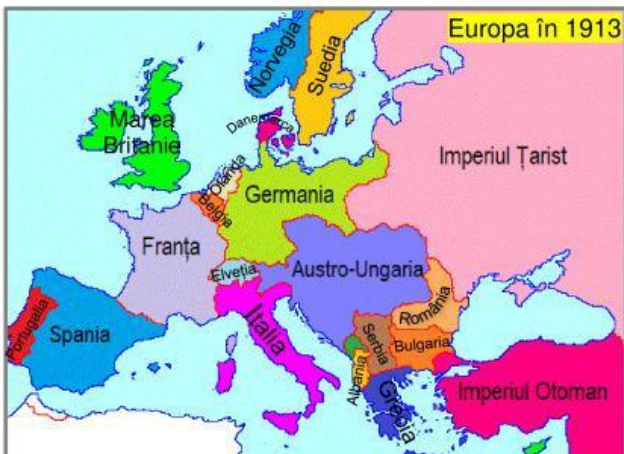 Europa în 1913
Norvegia
Suedia
Marea
Britanie
Danemarca
Olanda
Belgia
Germania
Imperiul Țarist
Franța
Elveția
Austro-Ungaria
România
Italia
Serbia
Bulgaria
Portugalia
Spania
Albania
Grecia
Imperiul Otoman